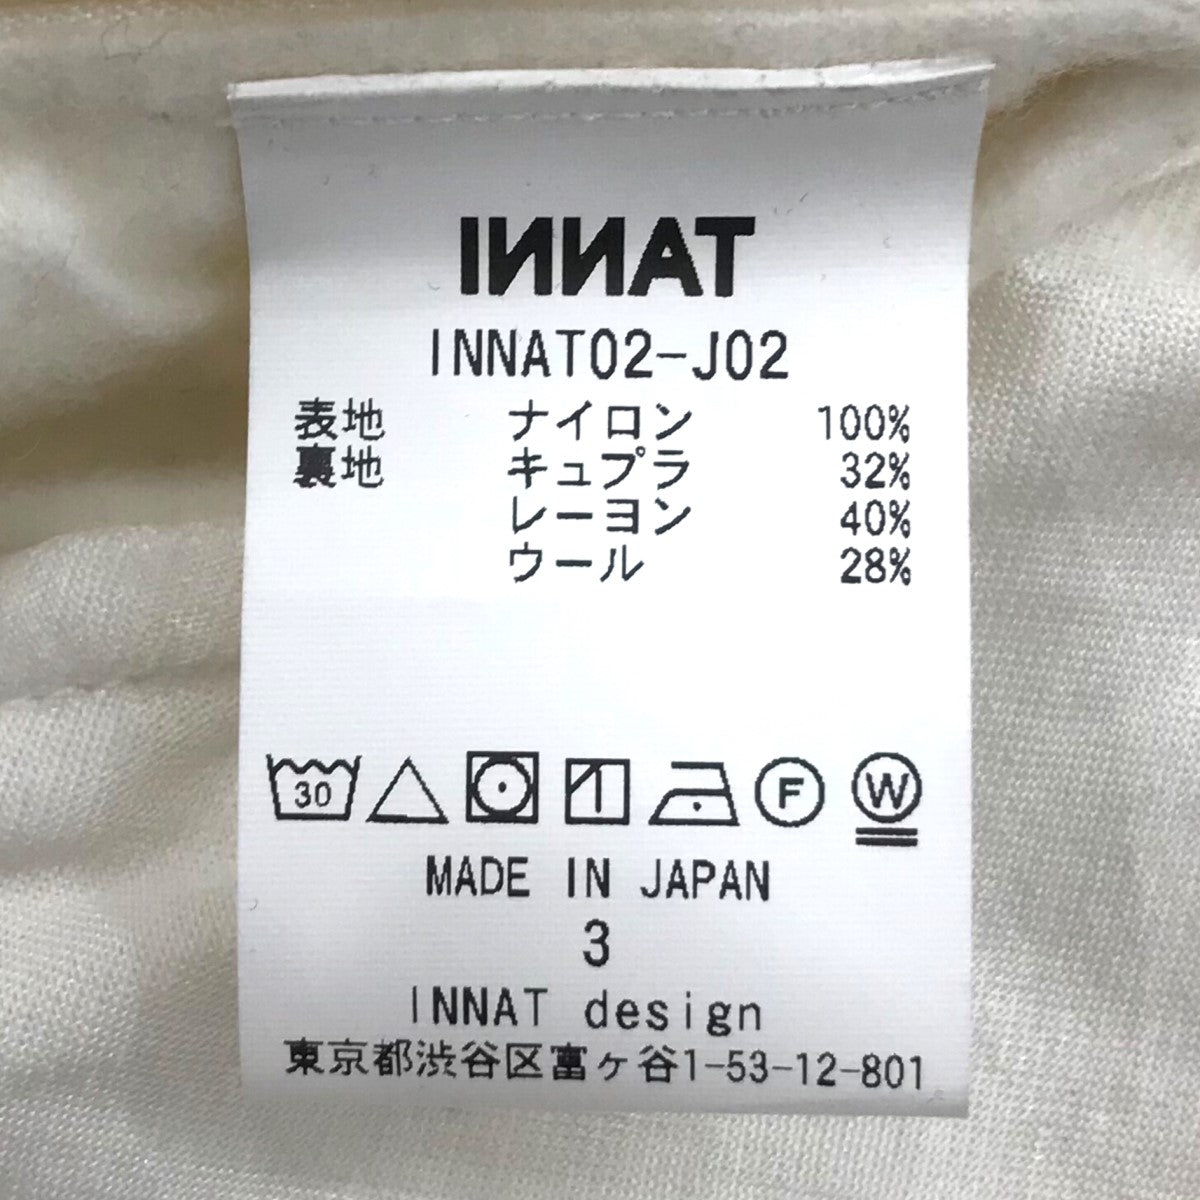 INNAT
INNAT02-J02
表地 ナイロン 100%
裏地 キュプラ 32%
レーヨン 40%
ウール 28%
30 F W
MADE IN JAPAN
3
INNAT design
東京都渋谷区富ヶ谷1-53-12-801